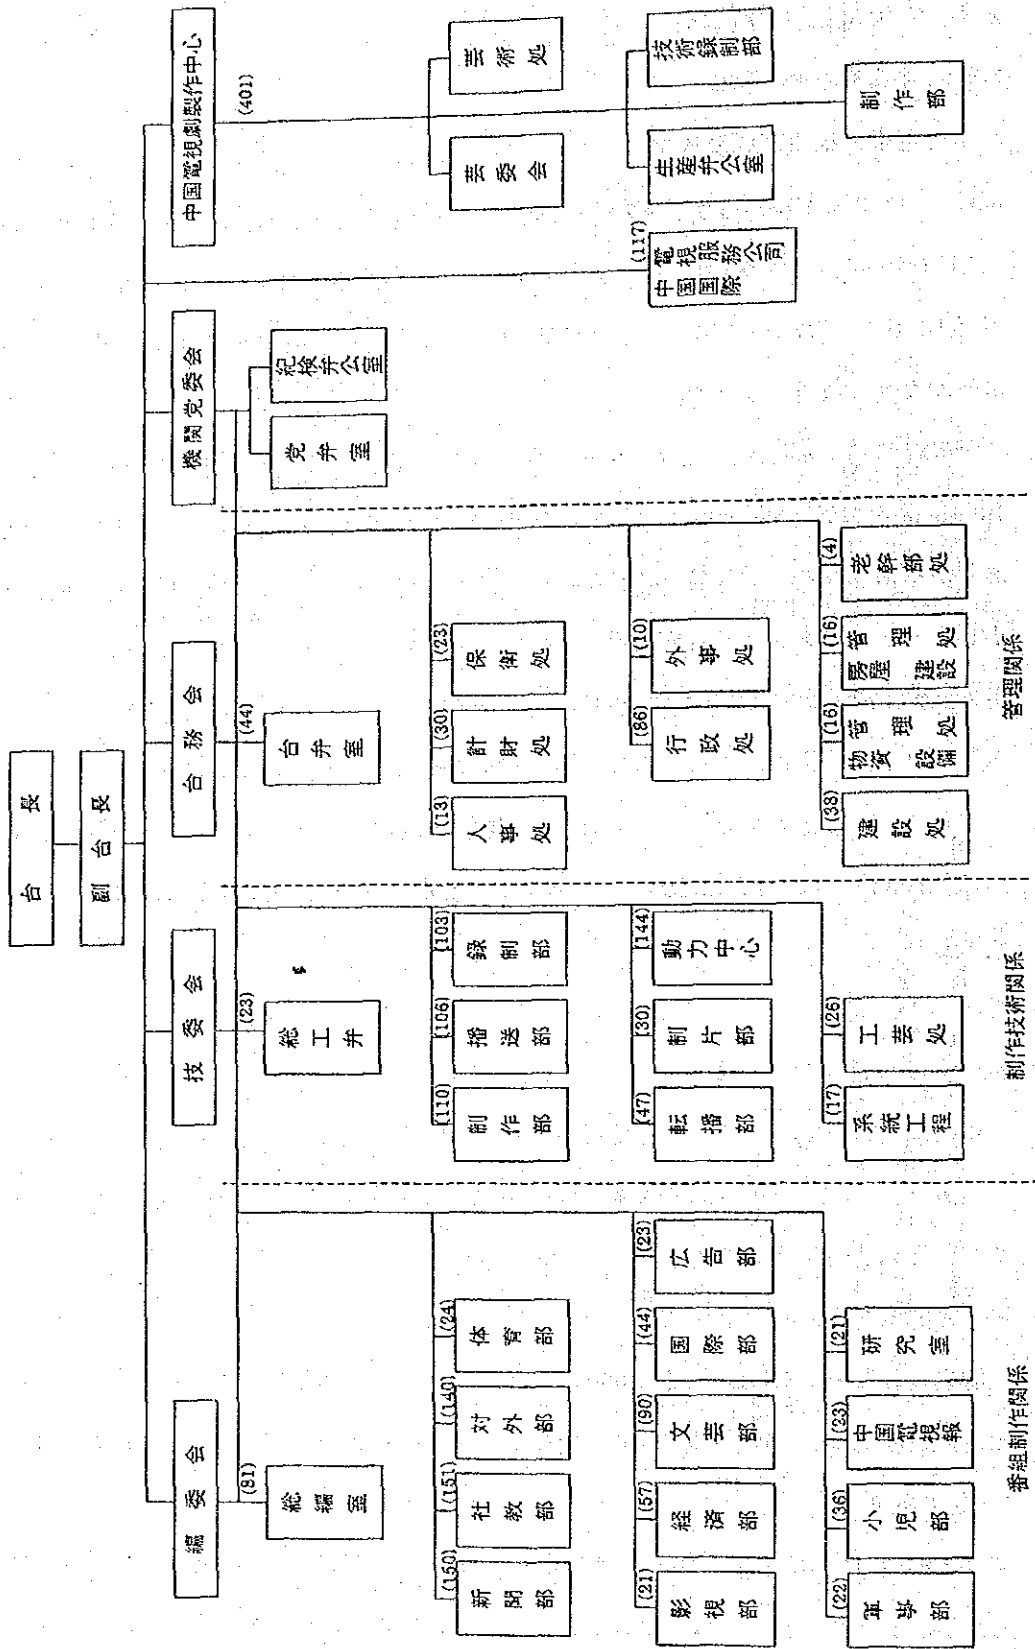 台長
副台長
編委会
技委会
台務会
機関党委会
中国電視劇製作中心
(81)
総編室
(23)
総工弁
(44)
台弁室
党弁室
紀検弁公室
(401)
(150)
新聞部
(151)
社教部
(140)
対外部
(24)
体育部
(110)
制作部
(106)
播送部
(103)
録制部
(13)
人事処
(30)
計財処
(23)
保衛処
芸委会
芸術処
(21)
影視部
(57)
経済部
(90)
文芸部
(44)
国際部
(23)
広告部
(47)
転播部
(30)
制片部
(144)
動力中心
(86)
行政処
(10)
外事処
(117)
中国国際
電視服務公司
生産弁公室
技術録制部
(22)
軍事部
(36)
小児部
(23)
中国電視報
(21)
研究室
(17)
系統工程
(26)
工芸処
(38)
建設処
(16)
物資設備
管理処
(16)
房屋建設
管理処
(4)
老幹部処
制作部
番組制作関係
制作技術関係
管理関係